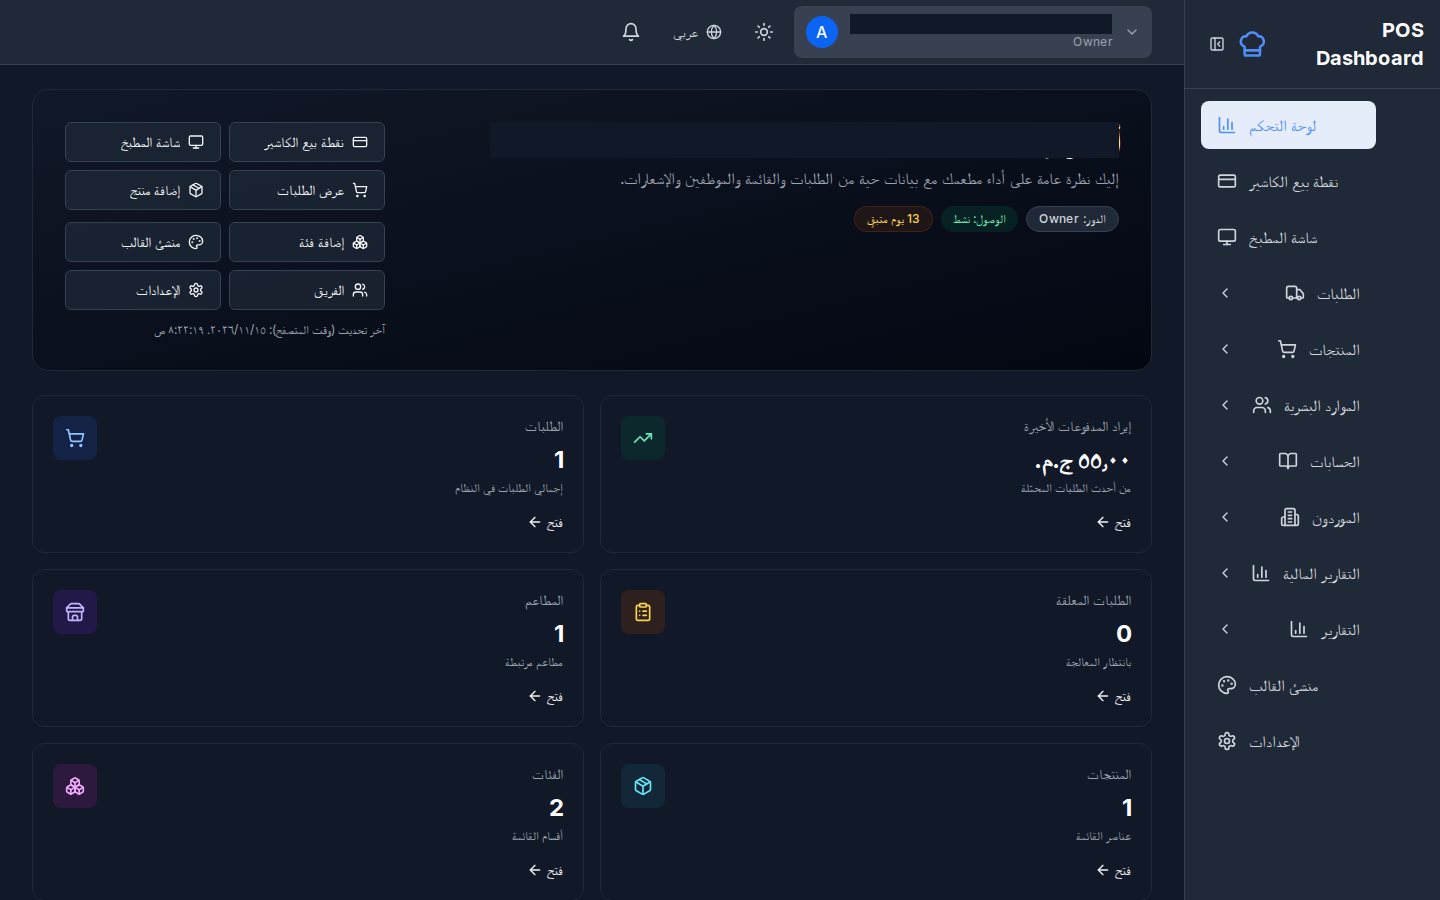 POS
Dashboard
لوحة التحكم
نقطة بيع الكاشير
شاشة المطبخ
الطلبات
المنتجات
الموارد البشرية
الحسابات
الموردون
التقارير المالية
التقارير
منشئ القالب
الإعدادات
A
Owner
عربي
إليك نظرة عامة على أداء مطعمك مع بيانات حية من الطلبات والقائمة والموظفين والإشعارات.
الدور: Owner
الوصول: نشط
13 يوم متبقٍ
نقطة بيع الكاشير
شاشة المطبخ
عرض الطلبات
إضافة منتج
إضافة فئة
منشئ القالب
الفريق
الإعدادات
آخر تحديث (وقت المتصفح): ١٥‏/١١‏/٢٠٢٦، ٨:٢٢:١٩ ص
إيراد المدفوعات الأخيرة
٥٥٫٠٠ ج.م.
من أحدث الطلبات المحمّلة
فتح ←
الطلبات
1
إجمالي الطلبات في النظام
فتح ←
الطلبات المعلقة
0
بانتظار المعالجة
فتح ←
المطاعم
1
مطاعم مرتبطة
فتح ←
المنتجات
1
عناصر القائمة
فتح ←
الفئات
2
أقسام القائمة
فتح ←